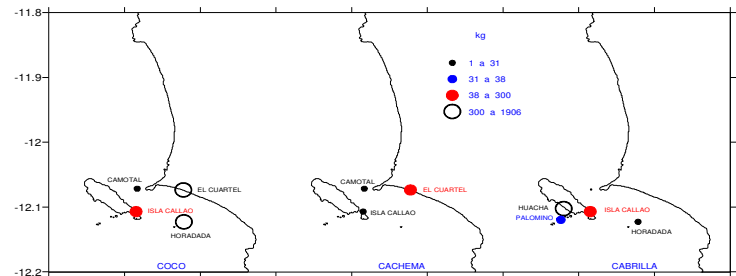 -11.8
kg
1 a 31
-11.9
31 a 38
38 a 300
300 a 1906
-12
CAMOTAL
EL CUARTEL
CAMOTAL
EL CUARTEL
-12.1
ISLA CALLAO
ISLA CALLAO
HUACHA
ISLA CALLAO
PALOMINO
HORADADA
HORADADA
-12.2
COCO
CACHEMA
CABRILLA